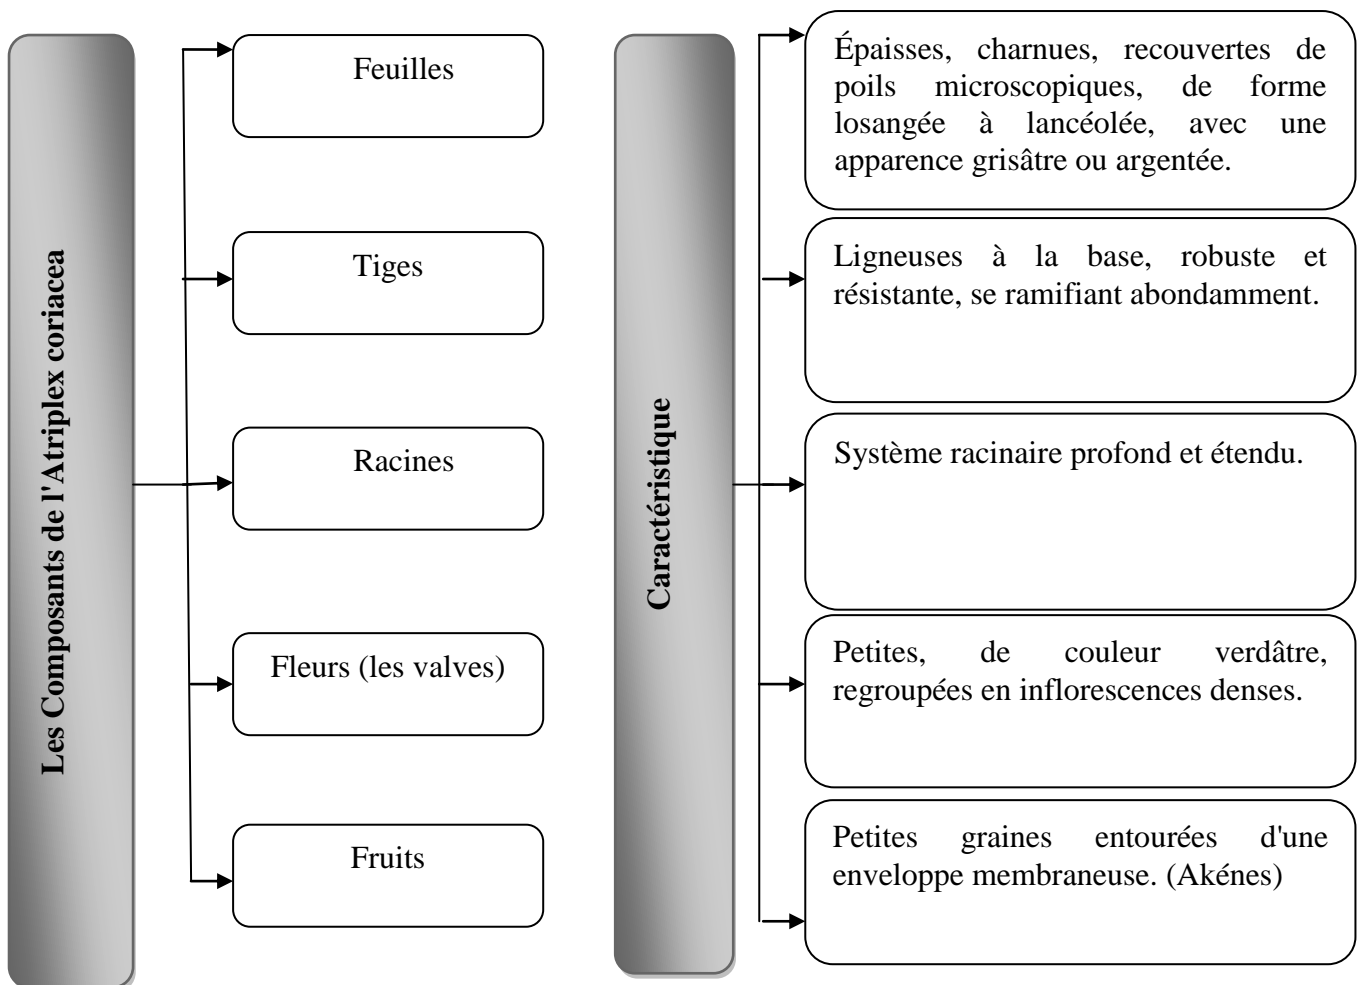 Les Composants de l'Atriplex coriacea
Feuilles
Tiges
Racines
Fleurs (les valves)
Fruits
Caractéristique
Épaisses, charnues, recouvertes de
poils microscopiques, de forme
losangée à lancéolée, avec une
apparence grisâtre ou argentée.
Ligneuses à la base, robuste et
résistante, se ramifiant abondamment.
Système racinaire profond et étendu.
Petites, de couleur verdâtre,
regroupées en inflorescences denses.
Petites graines entourées d'une
enveloppe membraneuse. (Akénes)